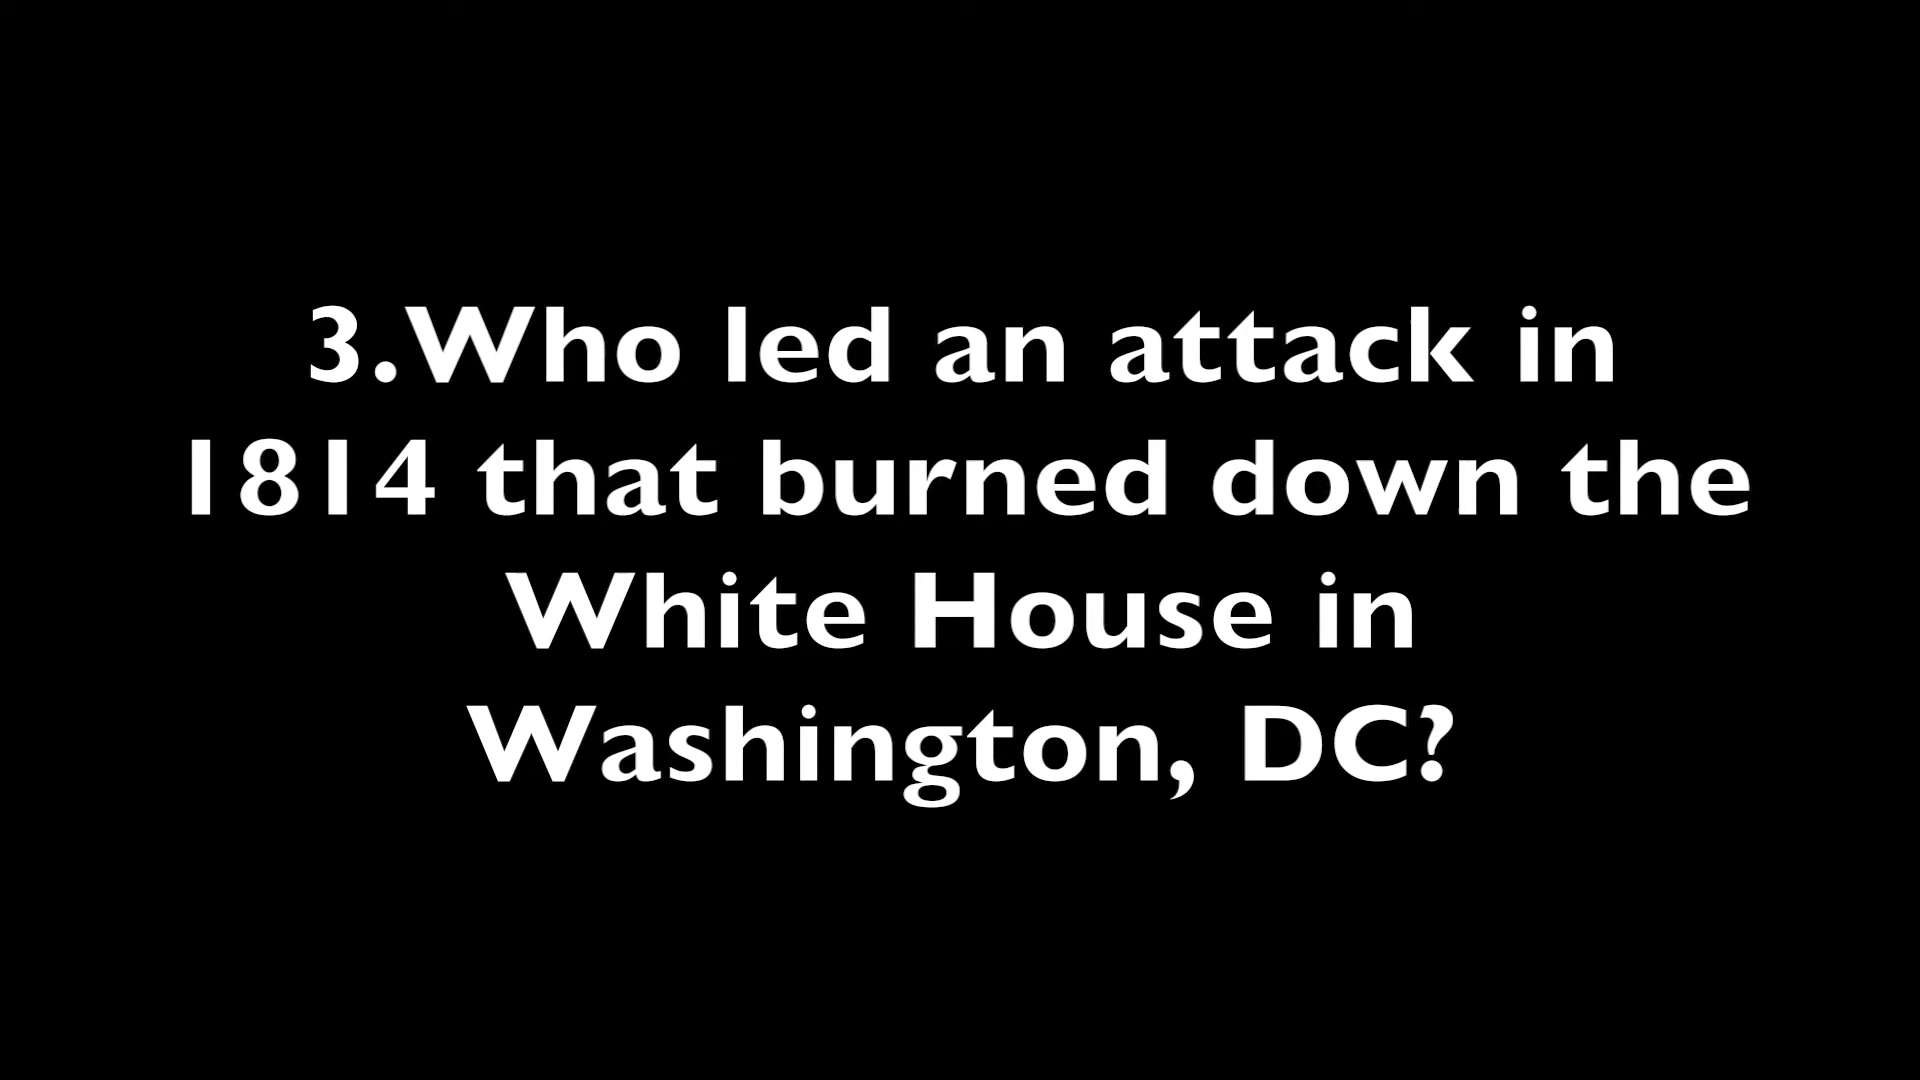 3.Who led an attack in
1814 that burned down the
White House in
Washington, DC?